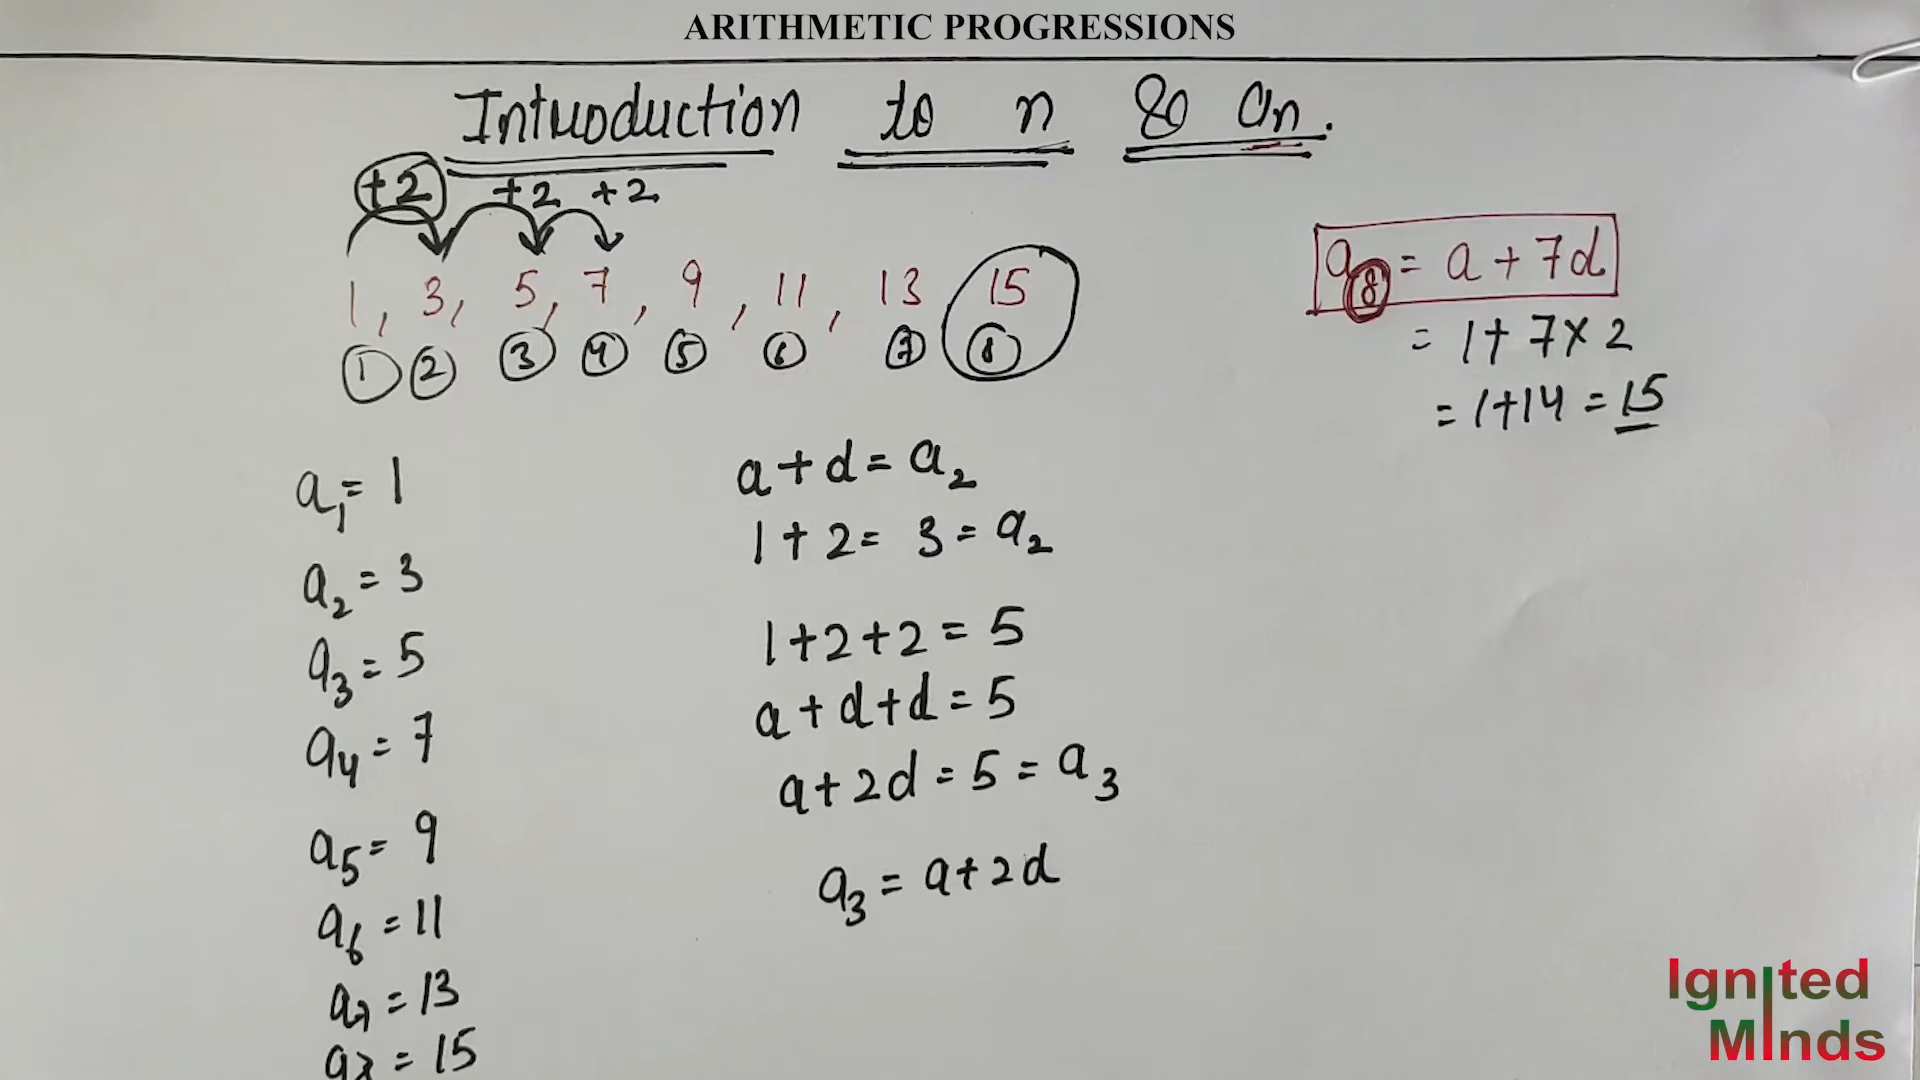 ARITHMETIC PROGRESSIONS
Introduction to n & an.
+2 +2 +2
1, 3, 5, 7, 9, 11, 13 15
1 2 3 4 5 6 7 8
a₁ = 1
a₂ = 3
a₃ = 5
a₄ = 7
a₅ = 9
a₆ = 11
a₇ = 13
a₈ = 15
a + d = a₂
1 + 2 = 3 = a₂
1 + 2 + 2 = 5
a + d + d = 5
a + 2d = 5 = a₃
a₃ = a + 2d
a₈ = a + 7d
= 1 + 7 × 2
= 1 + 14 = 15
Ignited
Minds